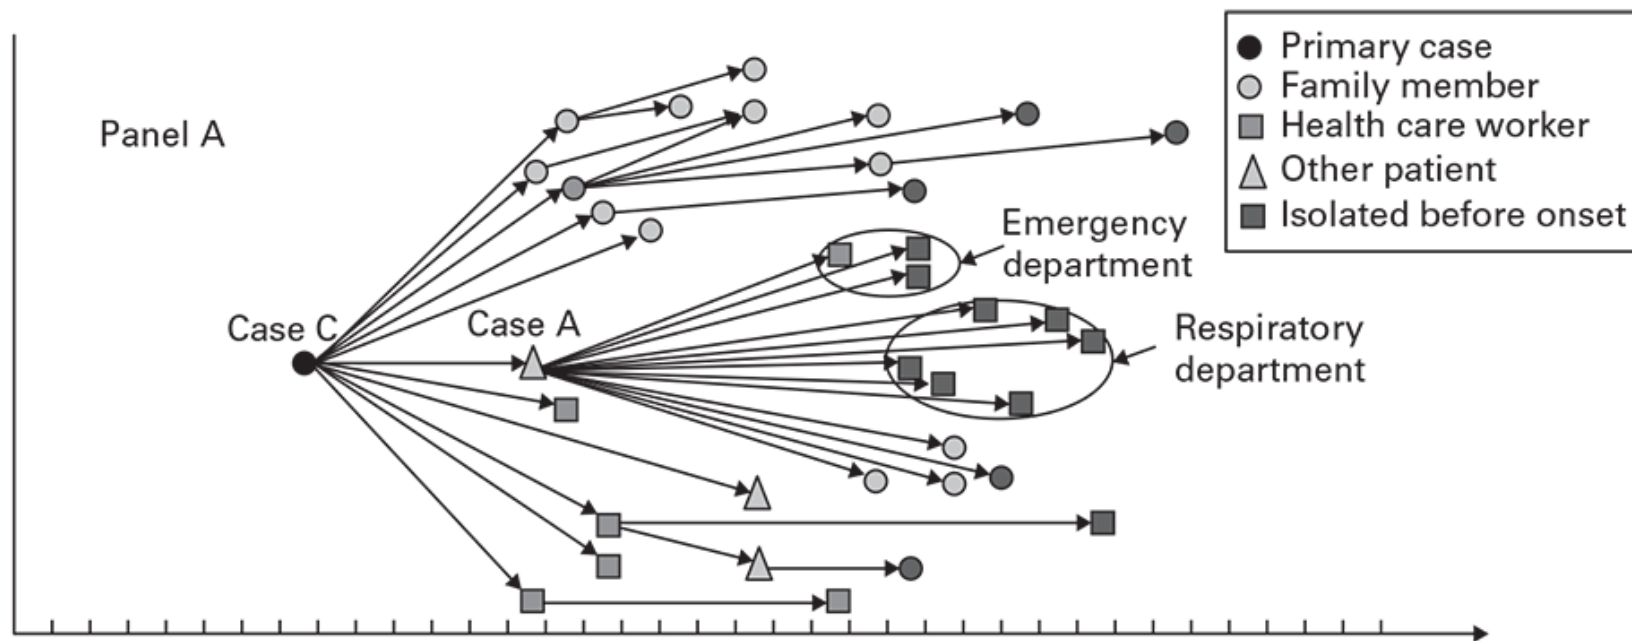 Panel A
Primary case
Family member
Health care worker
Other patient
Isolated before onset
Emergency
department
Case C
Case A
Respiratory
department